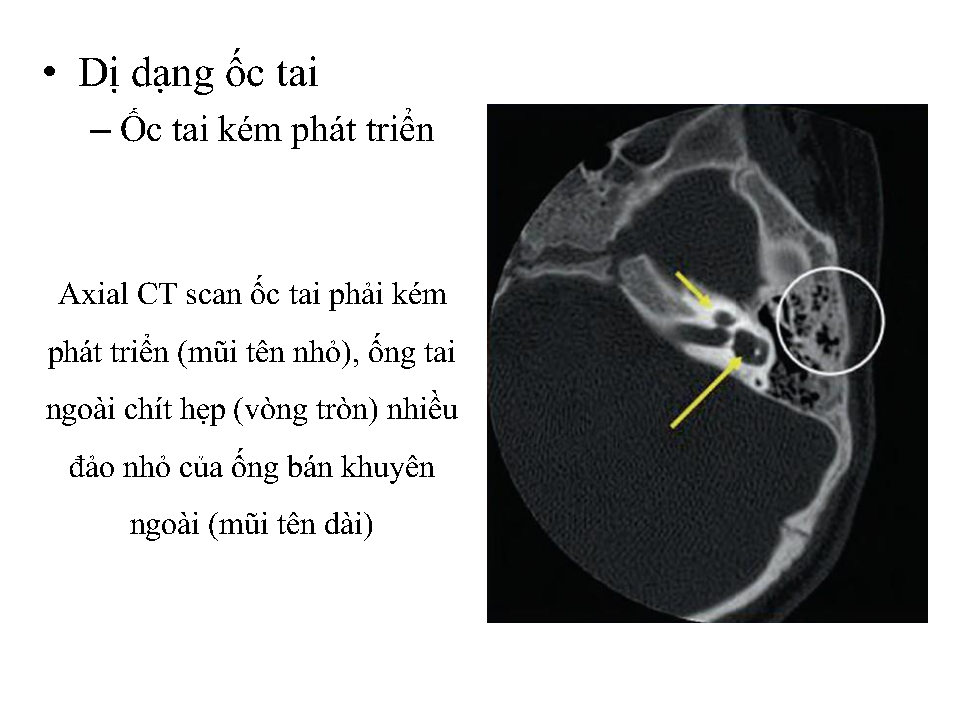 • Dị dạng ốc tai
– Ốc tai kém phát triển
Axial CT scan ốc tai phải kém
phát triển (mũi tên nhỏ), ống tai
ngoài chít hẹp (vòng tròn) nhiều
đảo nhỏ của ống bán khuyên
ngoài (mũi tên dài)